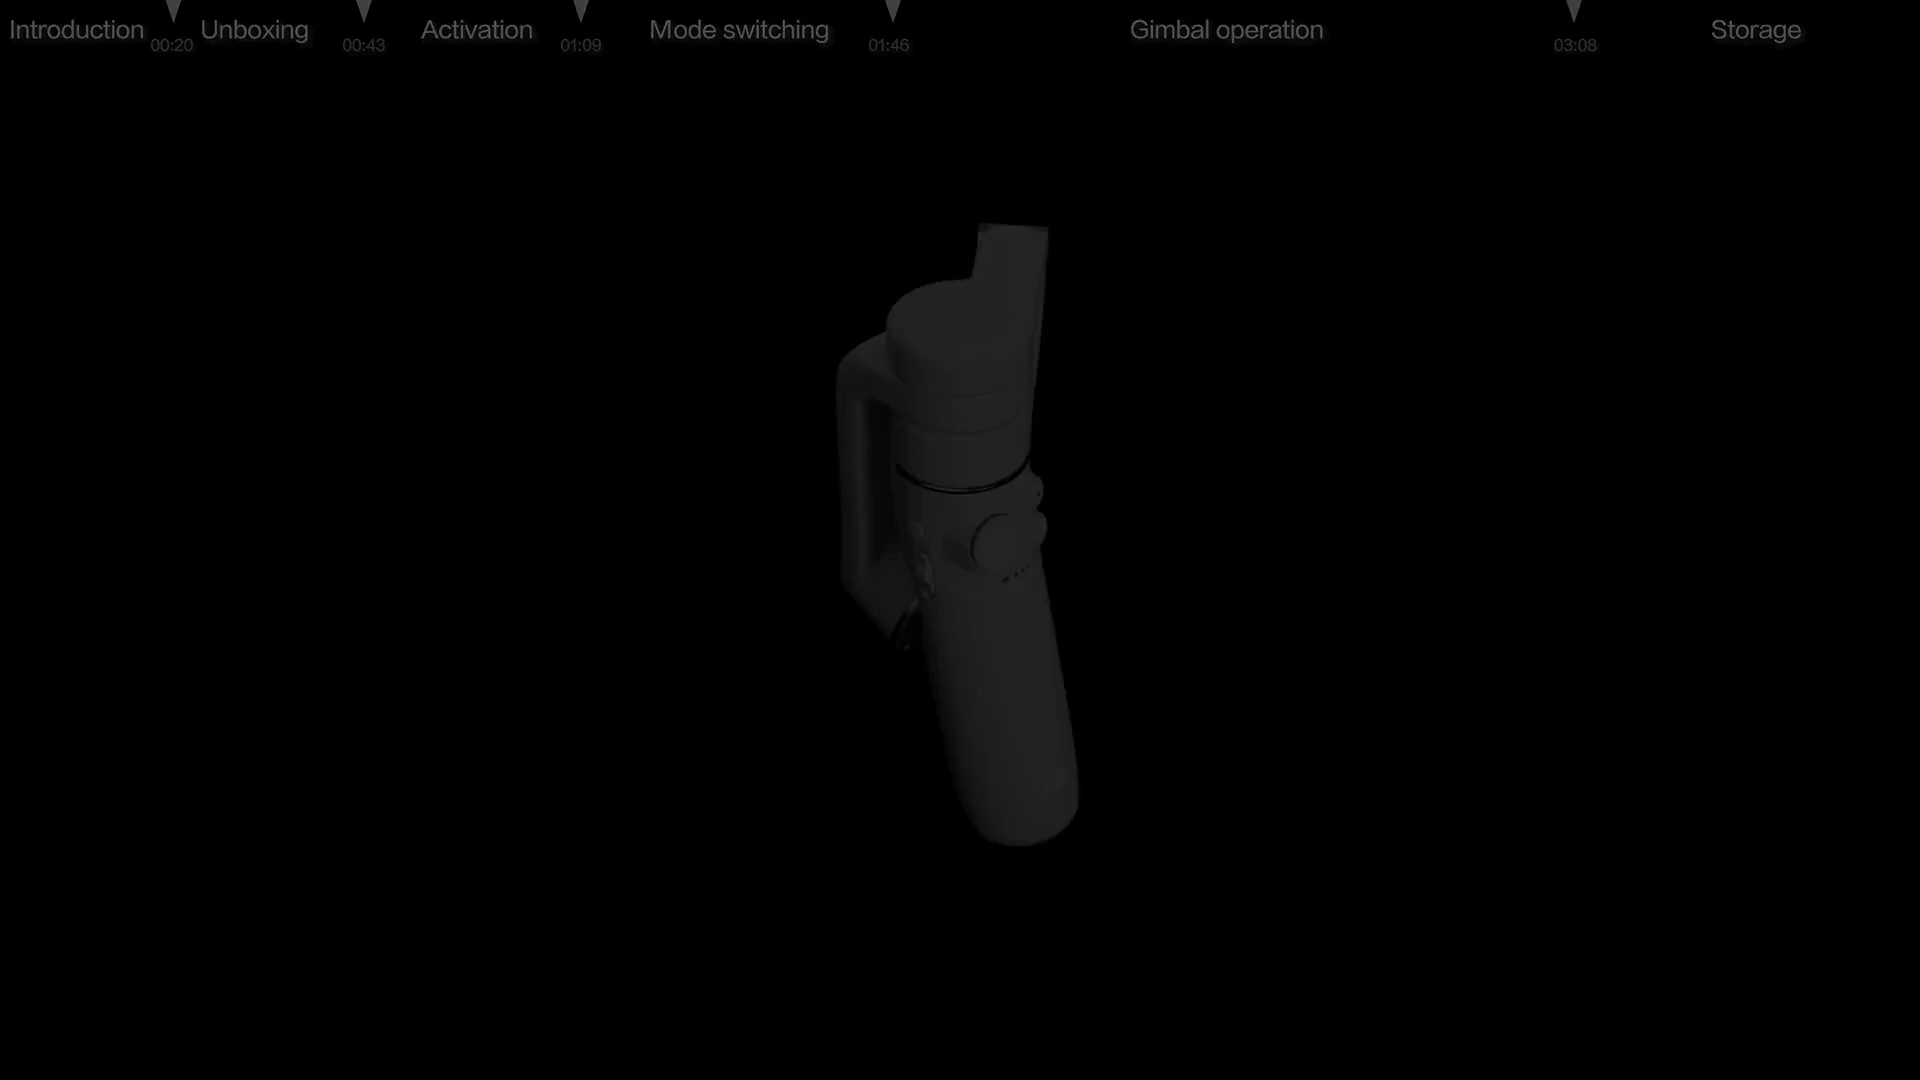 Introduction
00:20
Unboxing
00:43
Activation
01:09
Mode switching
01:46
Gimbal operation
03:08
Storage